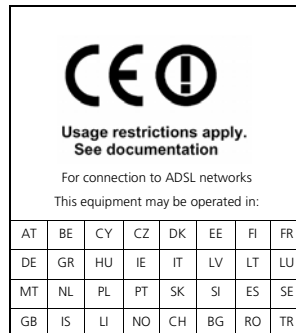 CE
Usage restrictions apply.
See documentation
For connection to ADSL networks
This equipment may be operated in:
AT BE CY CZ DK EE FI FR
DE GR HU IE IT LV LT LU
MT NL PL PT SK SI ES SE
GB IS LI NO CH BG RO TR